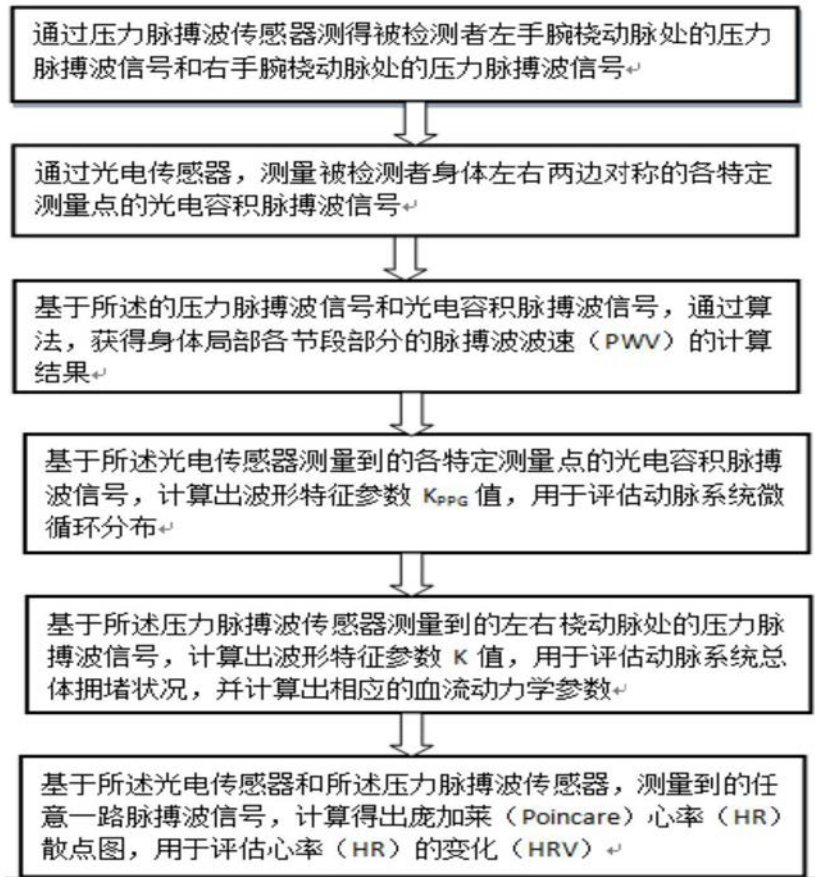 通过压力脉搏波传感器测得被检测者左手腕桡动脉处的压力
脉搏波信号和右手腕桡动脉处的压力脉搏波信号↵
通过光电传感器，测量被检测者身体左右两边对称的各特定
测量点的光电容积脉搏波信号↵
基于所述的压力脉搏波信号和光电容积脉搏波信号，通过算
法，获得身体局部各节段部分的脉搏波波速（PWV）的计算
结果↵
基于所述光电传感器测量到的各特定测量点的光电容积脉搏
波信号，计算出波形特征参数 KPPG 值，用于评估动脉系统微
循环分布↵
基于所述压力脉搏波传感器测量到的左右桡动脉处的压力脉
搏波信号，计算出波形特征参数 K 值，用于评估动脉系统总
体拥堵状况，并计算出相应的血流动力学参数↵
基于所述光电传感器和所述压力脉搏波传感器，测量到的任
意一路脉搏波信号，计算得出庞加莱（Poincare）心率（HR）
散点图，用于评估心率（HR）的变化（HRV）↵